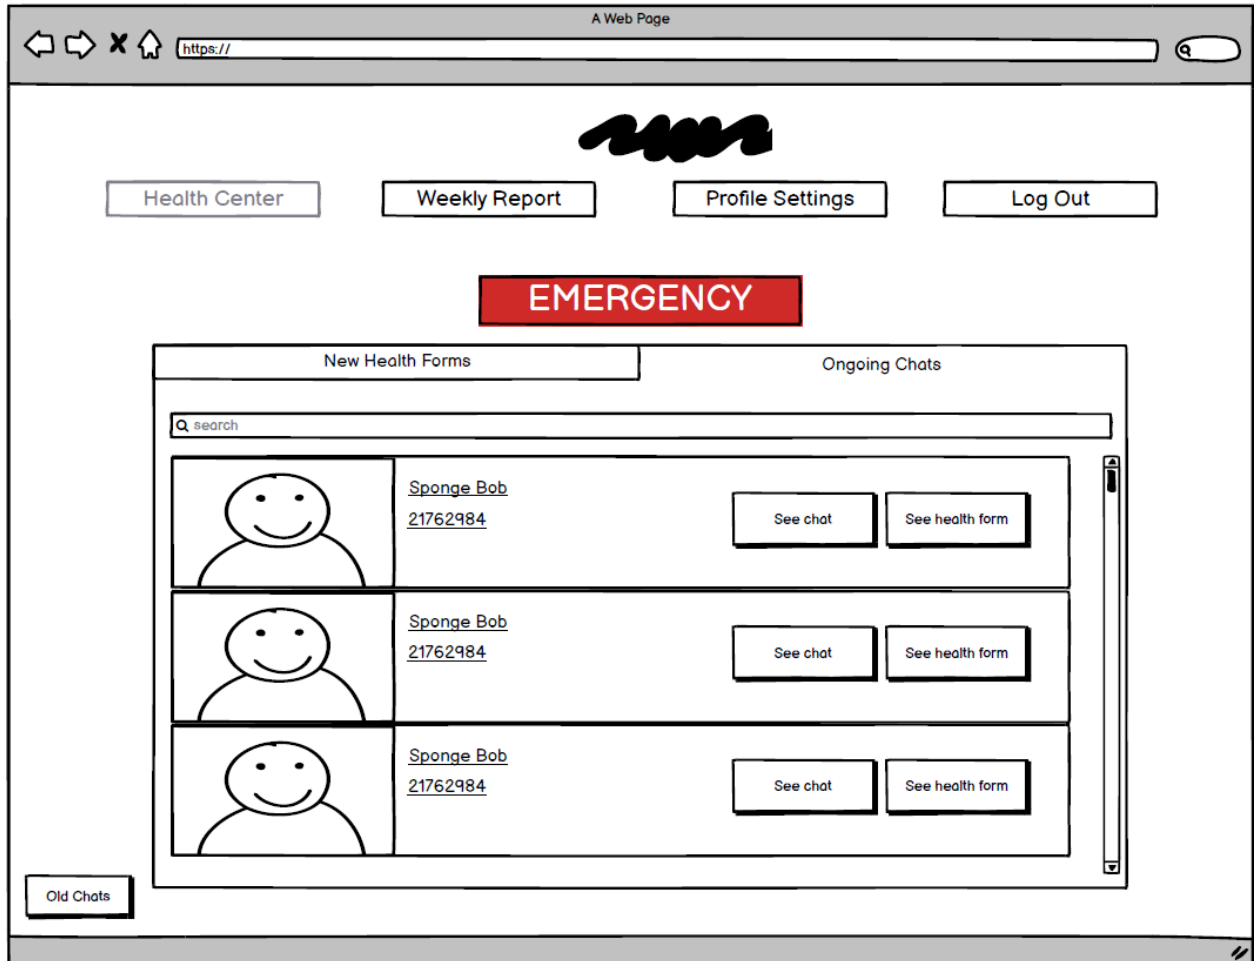 A Web Page
https://
Health Center
Weekly Report
Profile Settings
Log Out
EMERGENCY
New Health Forms
Ongoing Chats
search
Sponge Bob
21762984
See chat
See health form
Sponge Bob
21762984
See chat
See health form
Sponge Bob
21762984
See chat
See health form
Old Chats